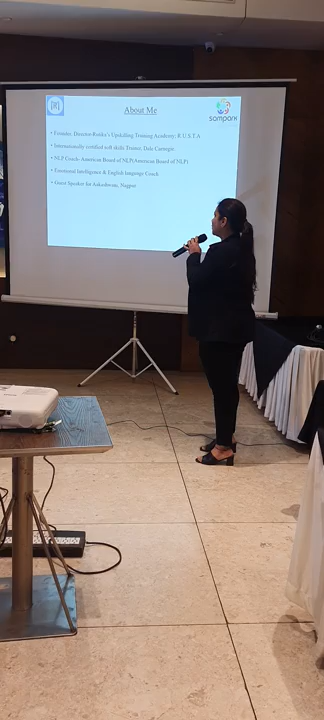 About Me
sampark
• Founder Director-Ritika's Upskilling Training Academy, R.U.S.T.A
• Internationally certified soft skills Trainer, Dale Carnegie
• NLP Coach- American Board of NLP(American Board of NLP)
• Emotional Intelligence & English language Coach
• Guest Speaker for Aakashwani, Nagpur